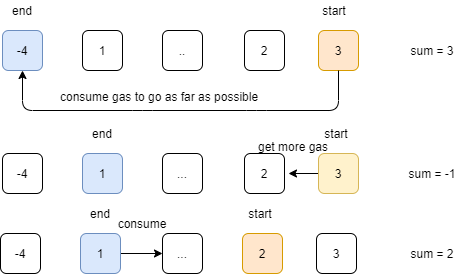 end start
-4 1 .. 2 3 sum = 3
consume gas to go as far as possible
end start
get more gas
-4 1 ... 2 3 sum = -1
end start
consume
-4 1 ... 2 3 sum = 2